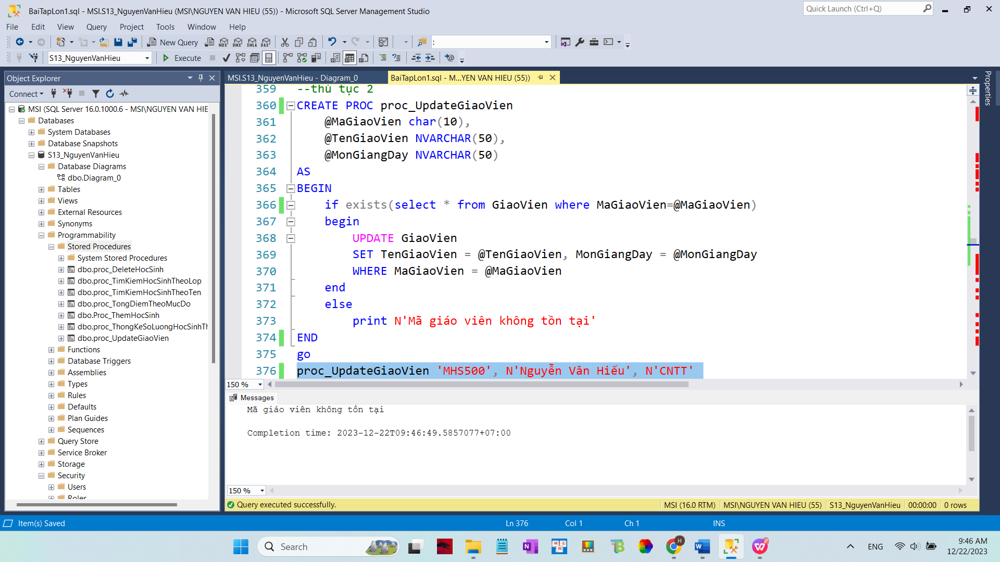 BaiTapLon1.sql - MSI.S13_NguyenVanHieu (MSI\NGUYEN VAN HIEU (55)) - Microsoft SQL Server Management Studio
Quick Launch (Ctrl+Q)
File Edit View Query Project Tools Window Help
New Query MDX DMX XMLA DAX :
S13_NguyenVanHieu Execute
Object Explorer
Connect
MSI (SQL Server 16.0.1000.6 - MSI\NGUYEN VAN HIE
Databases
System Databases
Database Snapshots
S13_NguyenVanHieu
Database Diagrams
dbo.Diagram_0
Tables
Views
External Resources
Synonyms
Programmability
Stored Procedures
System Stored Procedures
dbo.proc_DeleteHocSinh
dbo.proc_TimKiemHocSinhTheoLop
dbo.proc_TimKiemHocSinhTheoTen
dbo.proc_TongDiemTheoMucDo
dbo.Proc_ThemHocSinh
dbo.proc_ThongKeSoLuongHocSinhTh
dbo.proc_UpdateGiaoVien
Functions
Database Triggers
Assemblies
Types
Rules
Defaults
Plan Guides
Sequences
Query Store
Service Broker
Storage
Security
Users
Roles
MSI.S13_NguyenVanHieu - Diagram_0
BaiTapLon1.sql - M...YEN VAN HIEU (55))
Properties
359 --thủ tục 2
360 CREATE PROC proc_UpdateGiaoVien
361 @MaGiaoVien char(10),
362 @TenGiaoVien NVARCHAR(50),
363 @MonGiangDay NVARCHAR(50)
364 AS
365 BEGIN
366 if exists(select * from GiaoVien where MaGiaoVien=@MaGiaoVien)
367 begin
368 UPDATE GiaoVien
369 SET TenGiaoVien = @TenGiaoVien, MonGiangDay = @MonGiangDay
370 WHERE MaGiaoVien = @MaGiaoVien
371 end
372 else
373 print N'Mã giáo viên không tồn tại'
374 END
375 go
376 proc_UpdateGiaoVien 'MHS500', N'Nguyễn Văn Hiếu', N'CNTT'
150 %
Messages
Mã giáo viên không tồn tại
Completion time: 2023-12-22T09:46:49.5857077+07:00
150 %
Query executed successfully.
MSI (16.0 RTM) MSI\NGUYEN VAN HIEU (55) S13_NguyenVanHieu 00:00:00 0 rows
Item(s) Saved Ln 376 Col 1 Ch 1 INS
Search
ENG
9:46 AM
12/22/2023